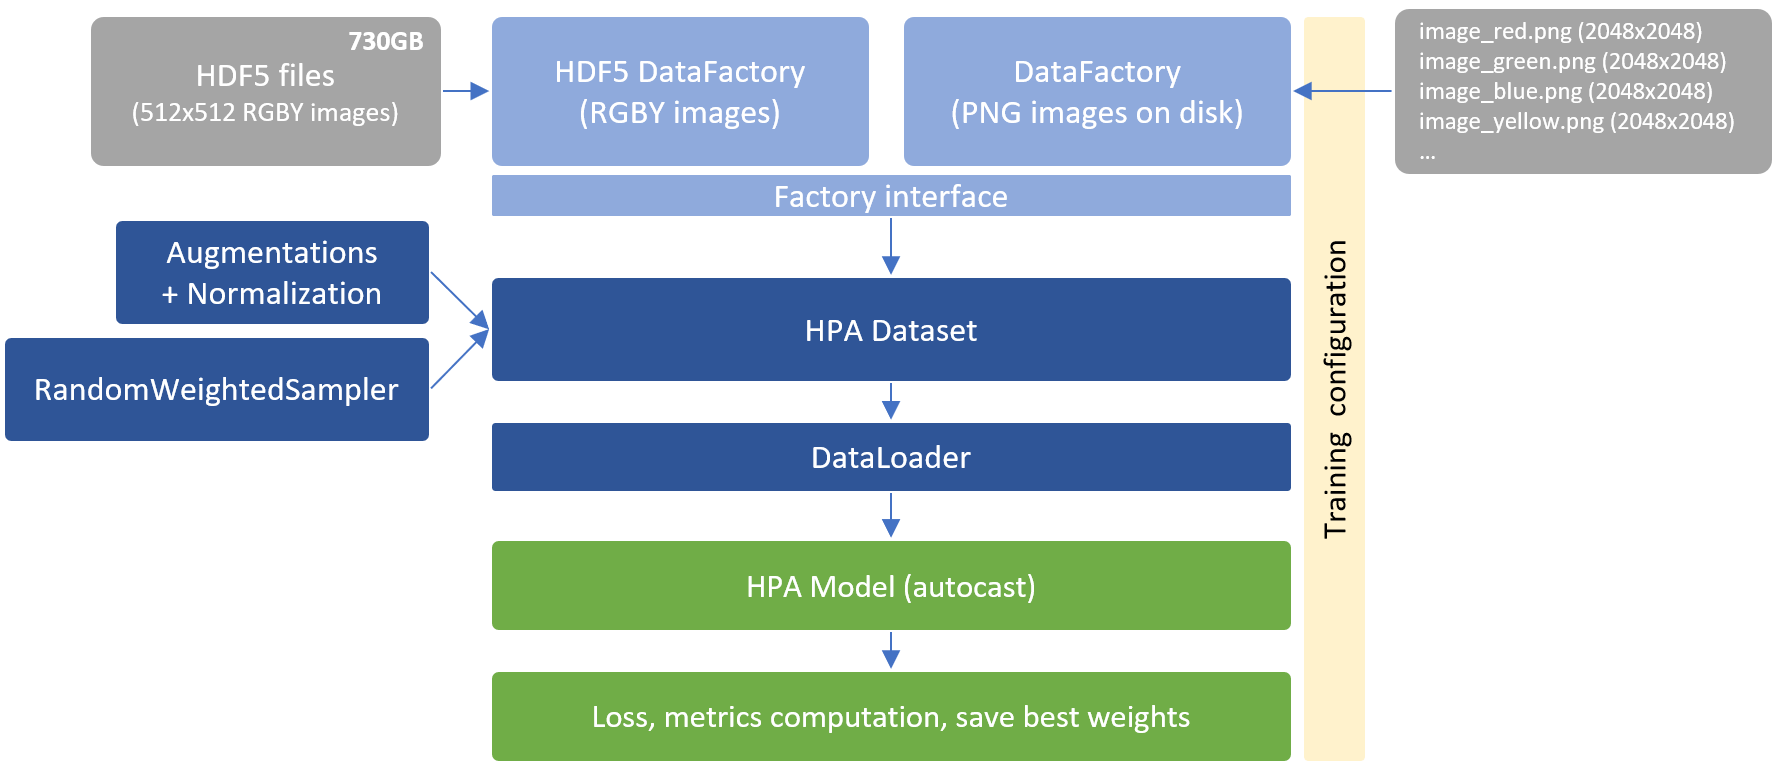 730GB
HDF5 files
(512x512 RGBY images)
HDF5 DataFactory
(RGBY images)
DataFactory
(PNG images on disk)
image_red.png (2048x2048)
image_green.png (2048x2048)
image_blue.png (2048x2048)
image_yellow.png (2048x2048)
...
Factory interface
Augmentations
+ Normalization
RandomWeightedSampler
HPA Dataset
DataLoader
HPA Model (autocast)
Loss, metrics computation, save best weights
Training configuration